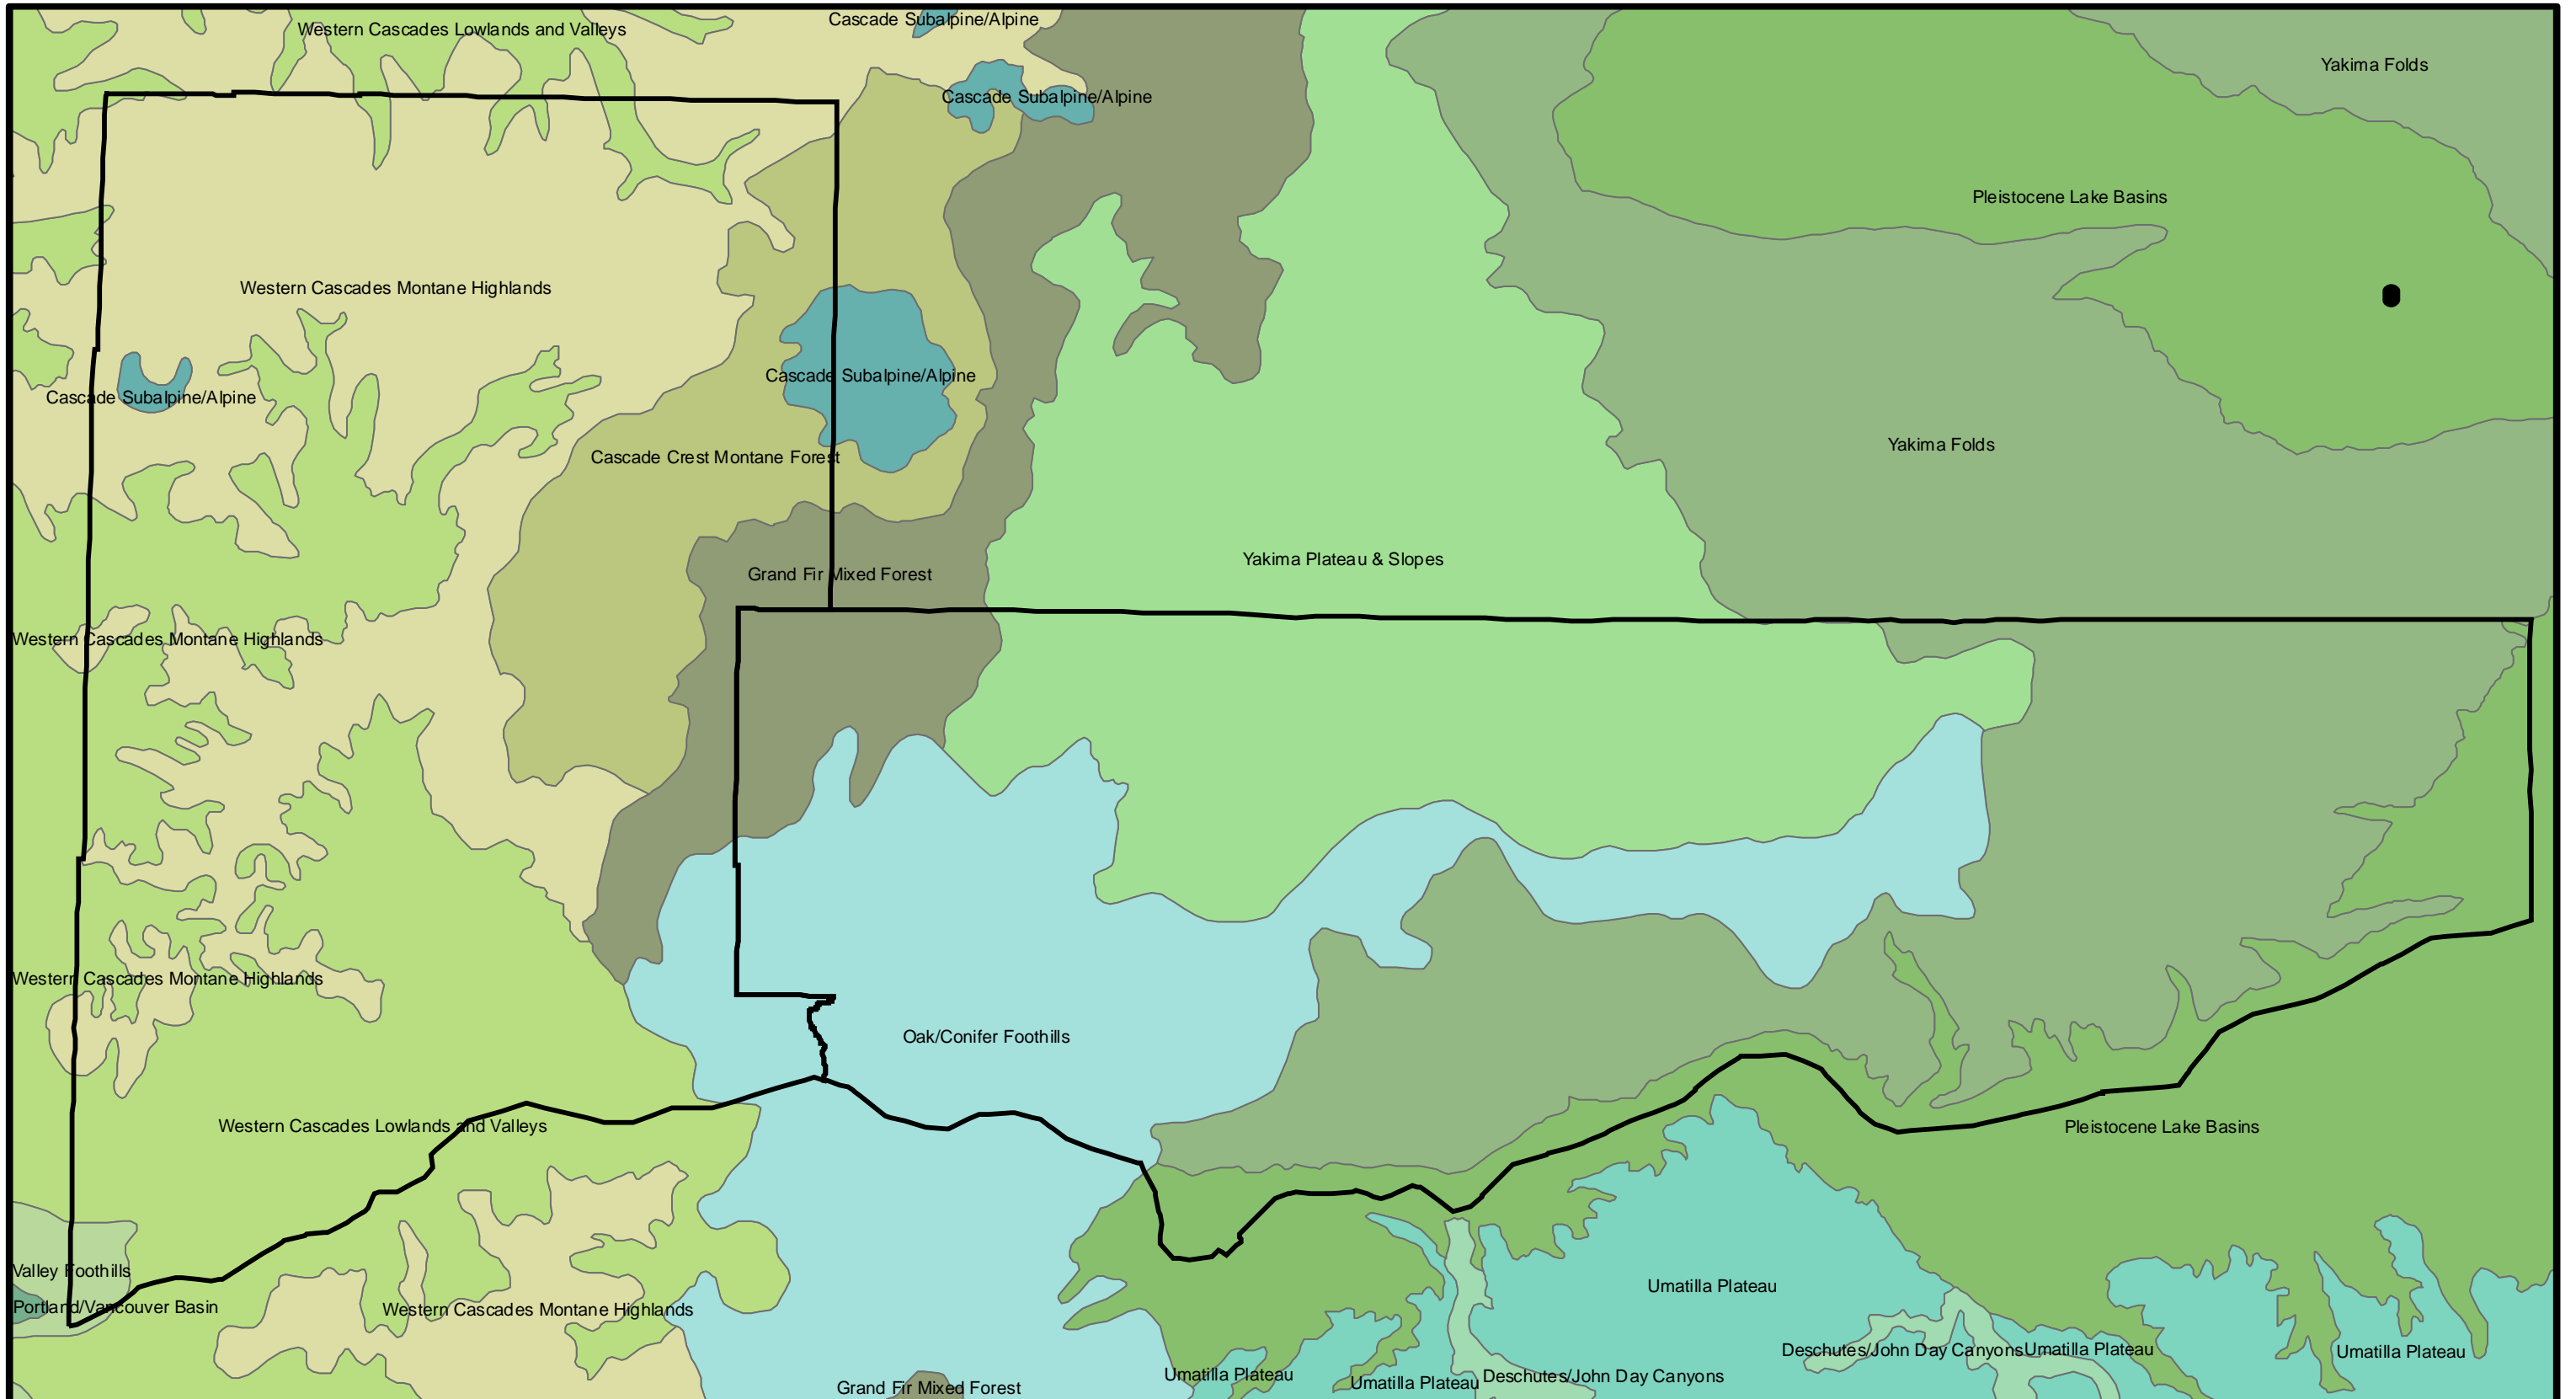 Cascade Subalpine/Alpine
Western Cascades Lowlands and Valleys
Yakima Folds
Cascade Subalpine/Alpine
Pleistocene Lake Basins
Western Cascades Montane Highlands
Cascade Subalpine/Alpine
Cascade Subalpine/Alpine
Yakima Folds
Cascade Crest Montane Forest
Yakima Plateau & Slopes
Grand Fir Mixed Forest
Western Cascades Montane Highlands
Western Cascades Montane Highlands
Oak/Conifer Foothills
Western Cascades Lowlands and Valleys
Pleistocene Lake Basins
Valley Foothills
Umatilla Plateau
Portland/Vancouver Basin
Western Cascades Montane Highlands
Deschutes/John Day Canyons
Umatilla Plateau
Umatilla Plateau
Umatilla Plateau
Deschutes/John Day Canyons
Umatilla Plateau
Grand Fir Mixed Forest